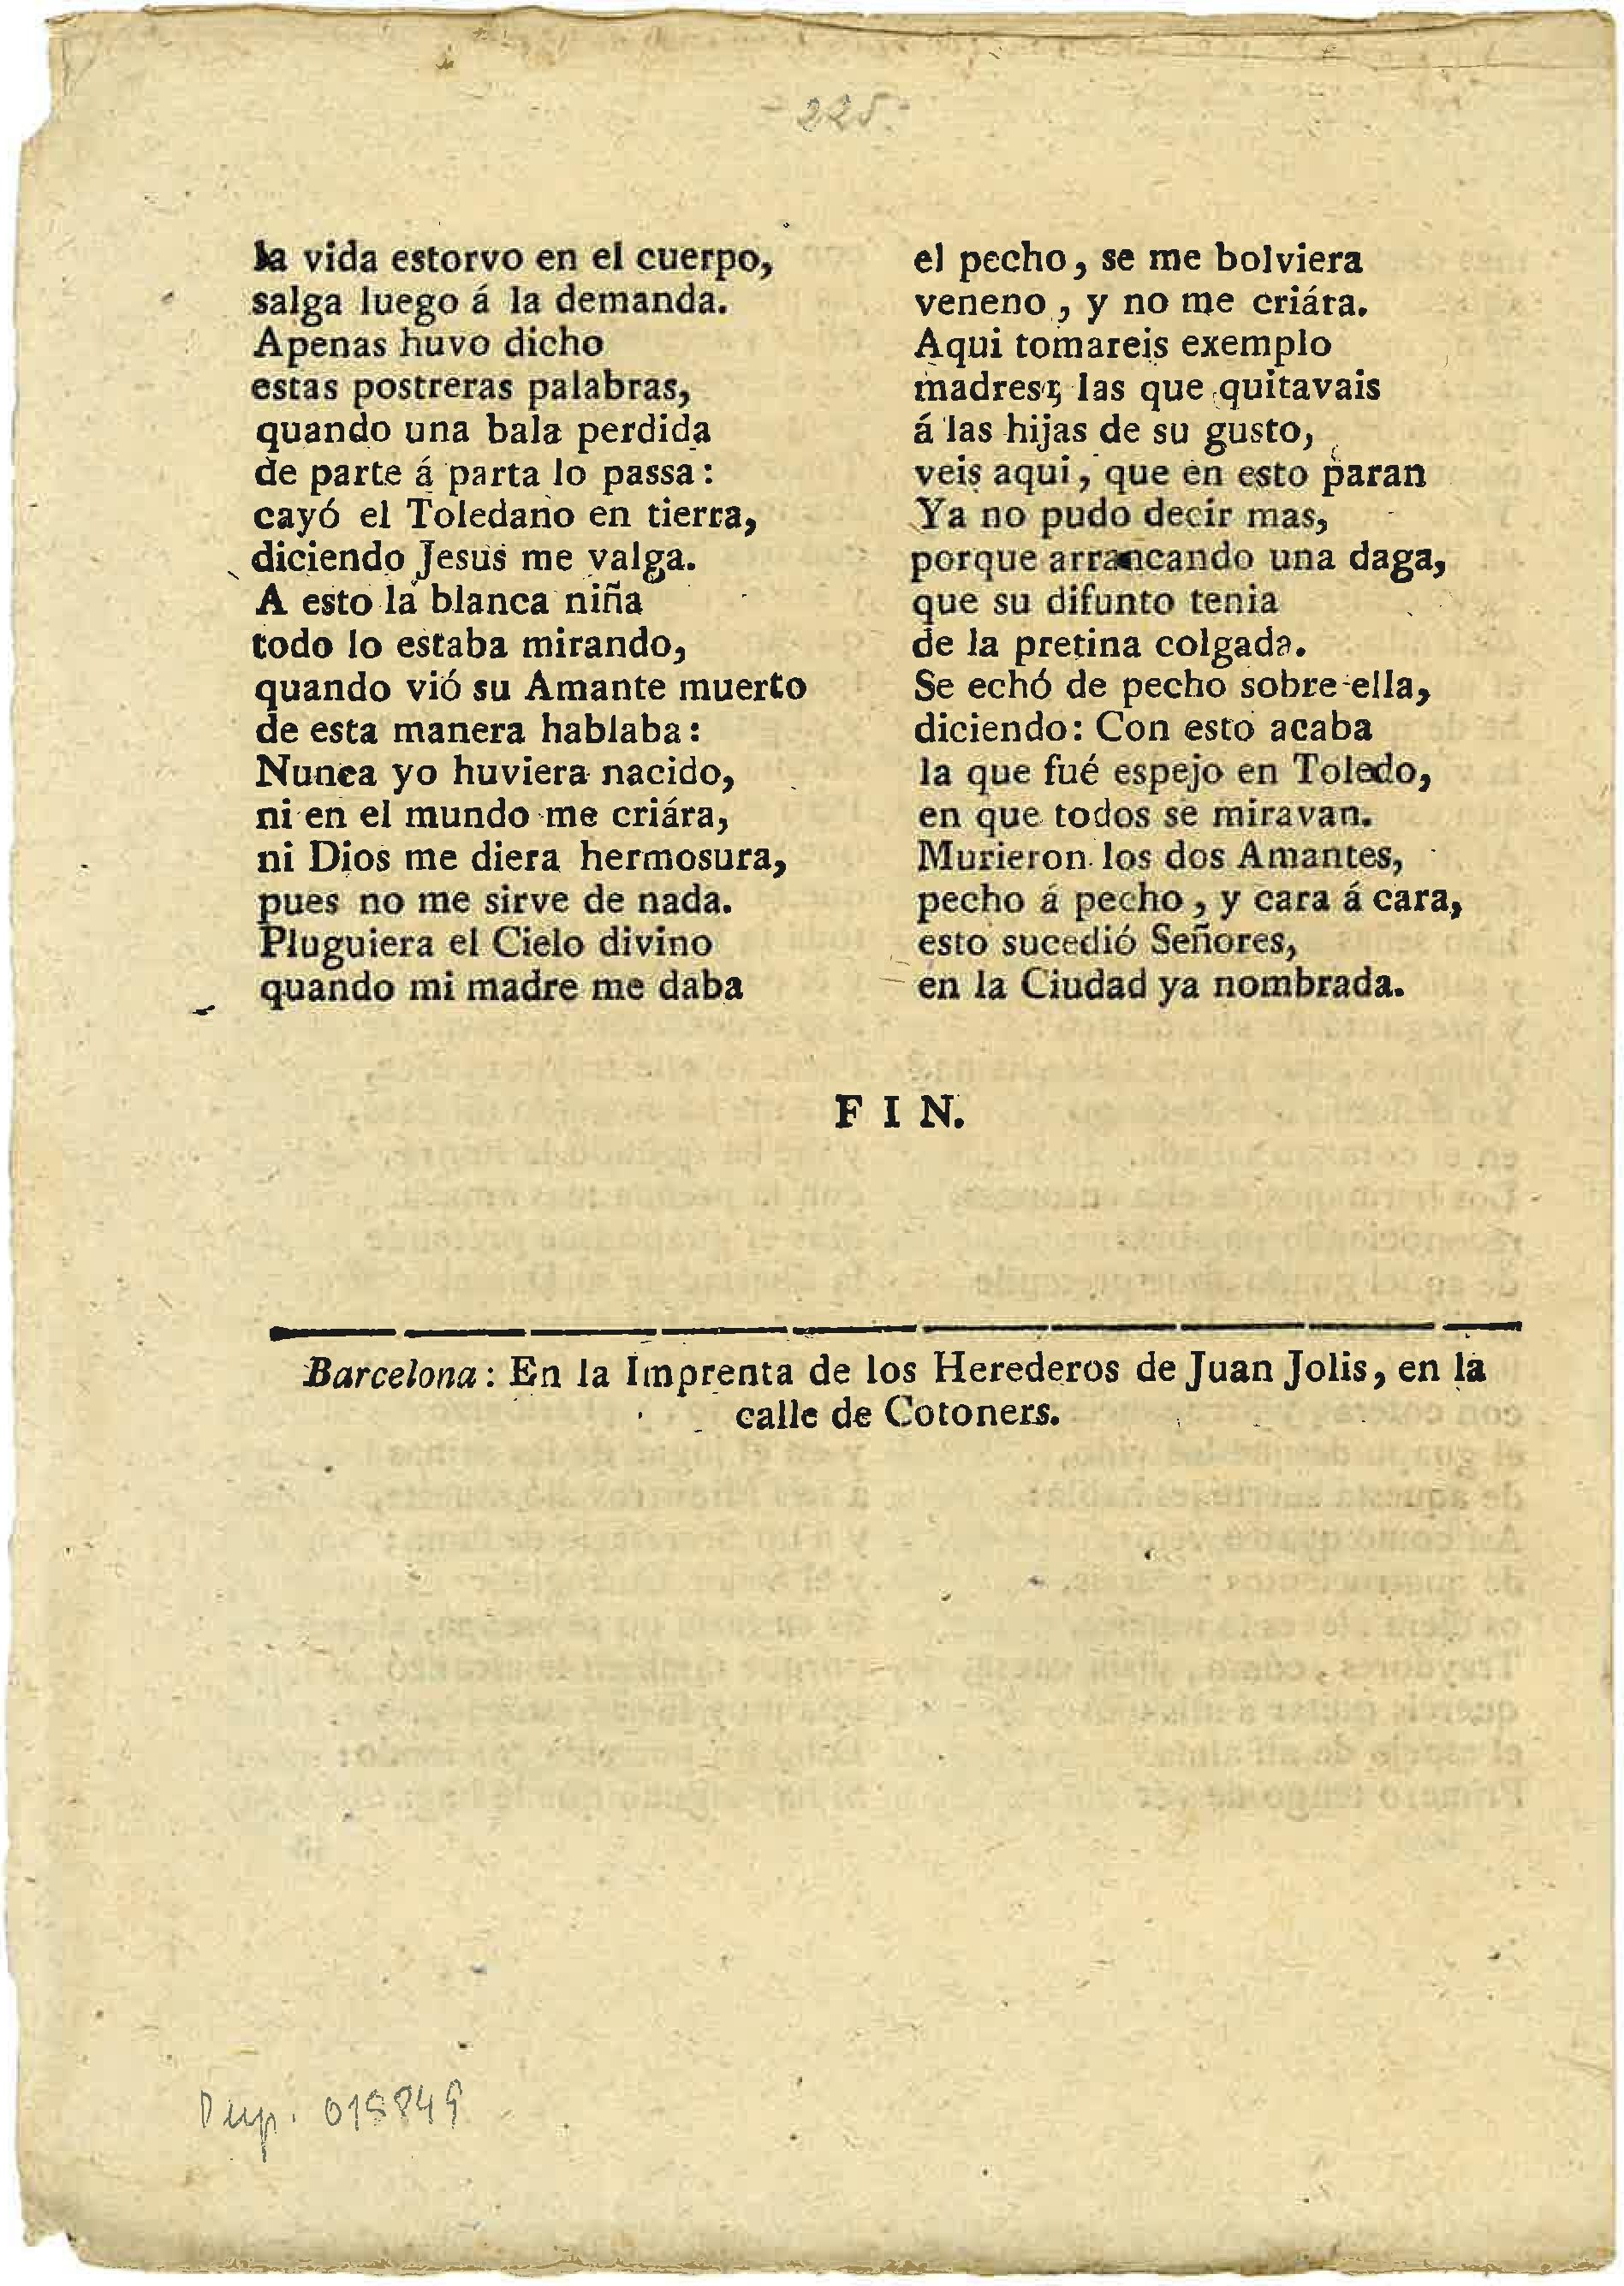 - 225. -
la vida estorvo en el cuerpo,
salga luego á la demanda.
Apenas huvo dicho
estas postreras palabras,
quando una bala perdida
de parte á parta lo passa:
cayó el Toledano en tierra,
diciendo Jesus me valga.
A esto la blanca niña
todo lo estaba mirando,
quando vió su Amante muerto
de esta manera hablaba:
Nunca yo huviera nacido,
ni en el mundo me criára,
ni Dios me diera hermosura,
pues no me sirve de nada.
Pluguiera el Cielo divino
quando mi madre me daba
el pecho, se me bolviera
veneno, y no me criára.
Aqui tomareis exemplo
madres, las que quitavais
á las hijas de su gusto,
veis aqui, que en esto paran
Ya no pudo decir mas,
porque arrancando una daga,
que su difunto tenia
de la pretina colgada.
Se echó de pecho sobre ella,
diciendo: Con esto acaba
la que fué espejo en Toledo,
en que todos se miravan.
Murieron los dos Amantes,
pecho á pecho, y cara á cara,
esto sucedió Señores,
en la Ciudad ya nombrada.
FIN.
Barcelona: En la Imprenta de los Herederos de Juan Jolis, en la
calle de Cotoners.
Dup.